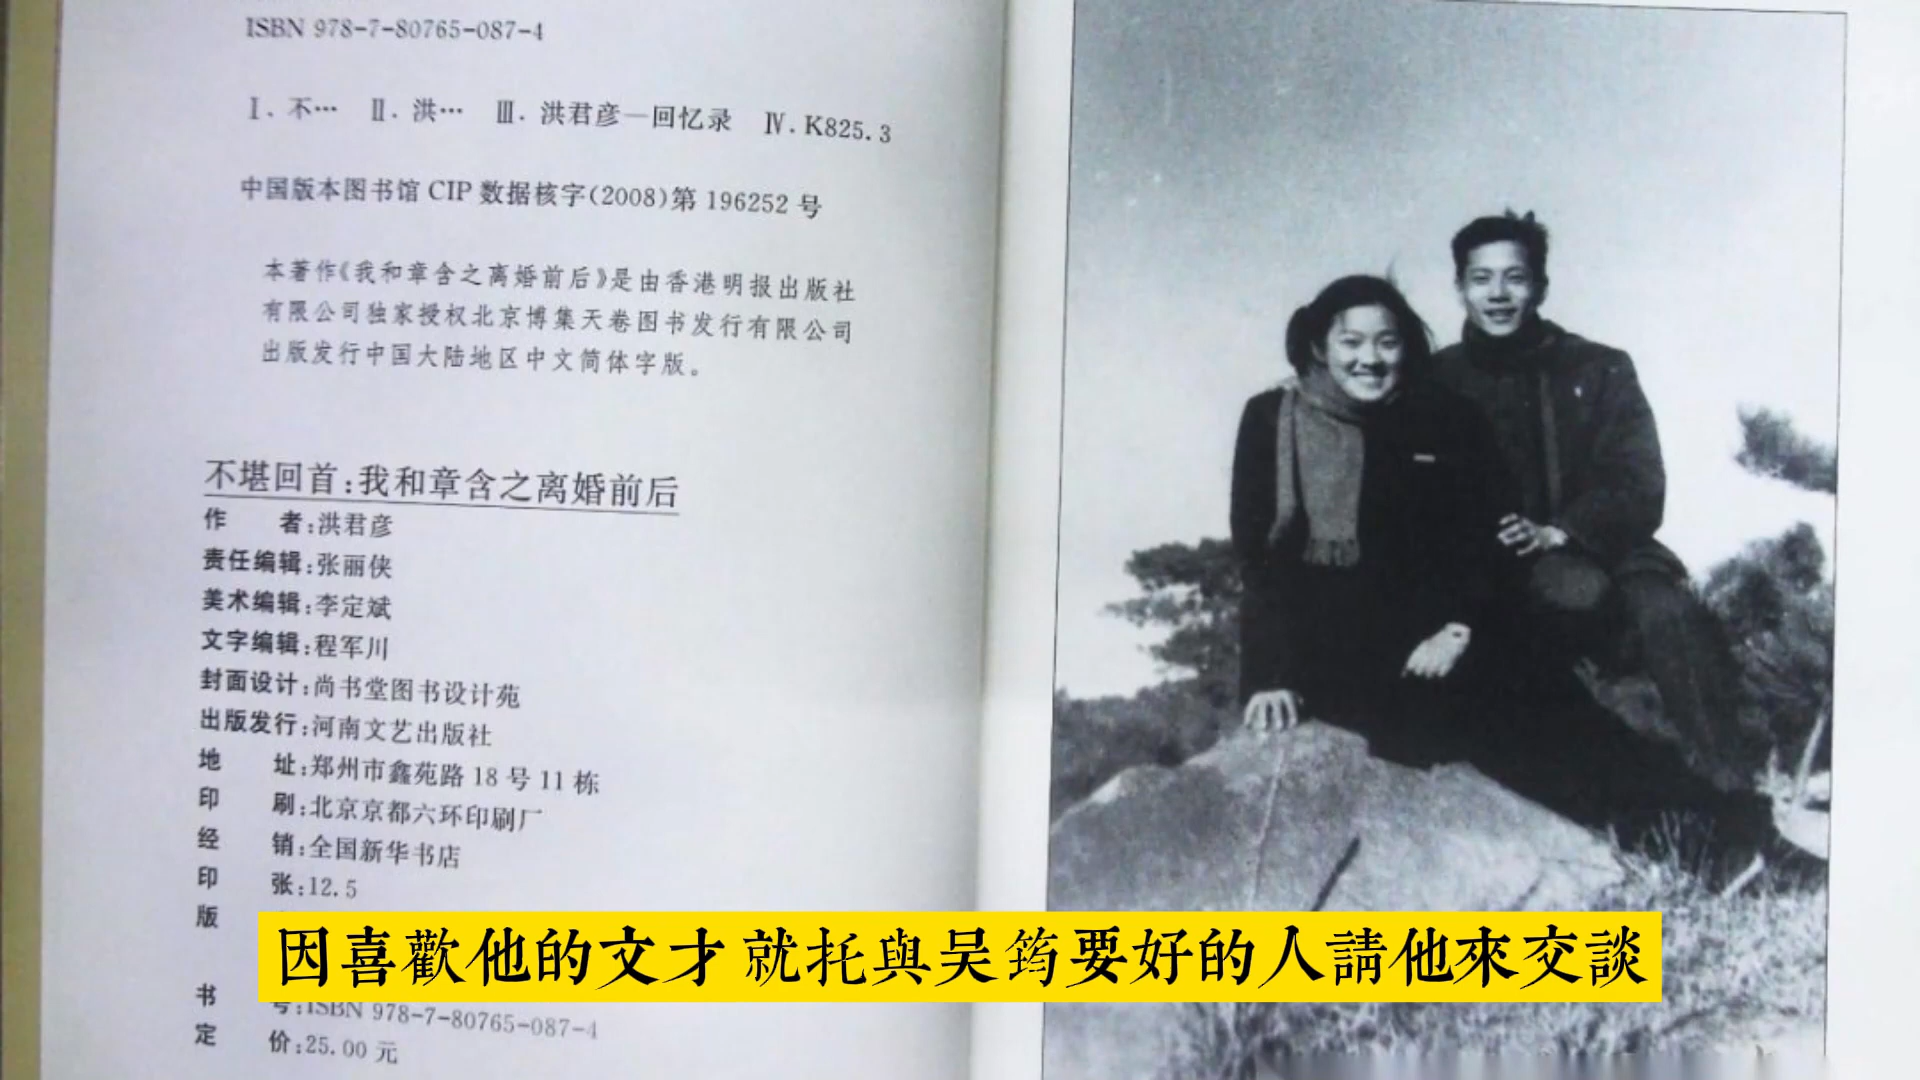 ISBN 978-7-80765-087-4
Ⅰ. 不… Ⅱ. 洪… Ⅲ. 洪君彦—回忆录 Ⅳ. K825.3
中国版本图书馆 CIP 数据核字(2008)第 196252 号
本著作《我和章含之离婚前后》是由香港明报出版社
有限公司独家授权北京博集天卷图书发行有限公司
出版发行中国大陆地区中文简体字版。
不堪回首:我和章含之离婚前后
作 者:洪君彦
责任编辑:张丽侠
美术编辑:李定斌
文字编辑:程军川
封面设计:尚书堂图书设计苑
出版发行:河南文艺出版社
地 址:郑州市鑫苑路 18 号 11 栋
印 刷:北京京都六环印刷厂
经 销:全国新华书店
印 张:12.5
版
因喜歡他的文才 就托與吴筠要好的人請他來交談
书 号:ISBN 978-7-80765-087-4
定 价:25.00 元